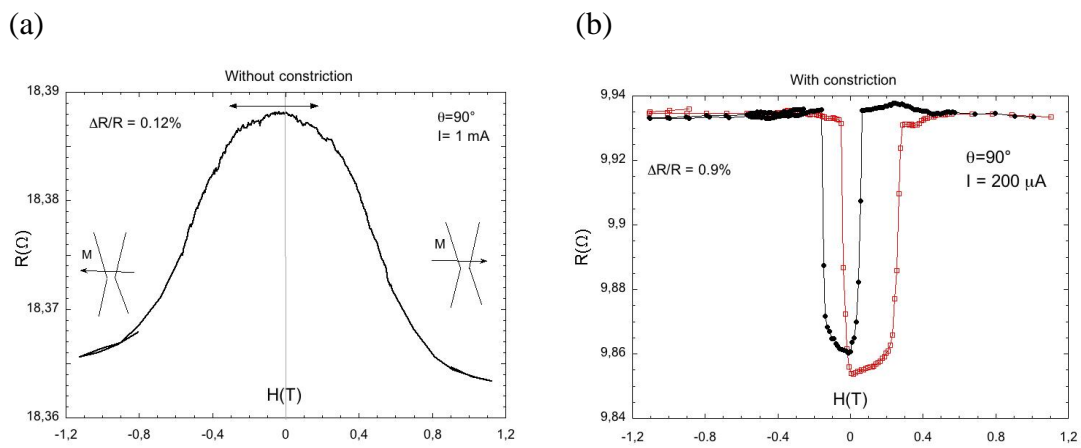 (a)
(b)
Without constriction
18,39
ΔR/R = 0.12%
θ=90°
I= 1 mA
18,38
R(Ω)
M
M
18,37
H(T)
18,36
-1,2
-0,8
-0,4
0
0,4
0,8
1,2
With constriction
9,94
9,92
ΔR/R = 0.9%
θ=90°
I = 200 μA
9,9
R(Ω)
9,88
9,86
H(T)
9,84
-1,2
-0,8
-0,4
0
0,4
0,8
1,2